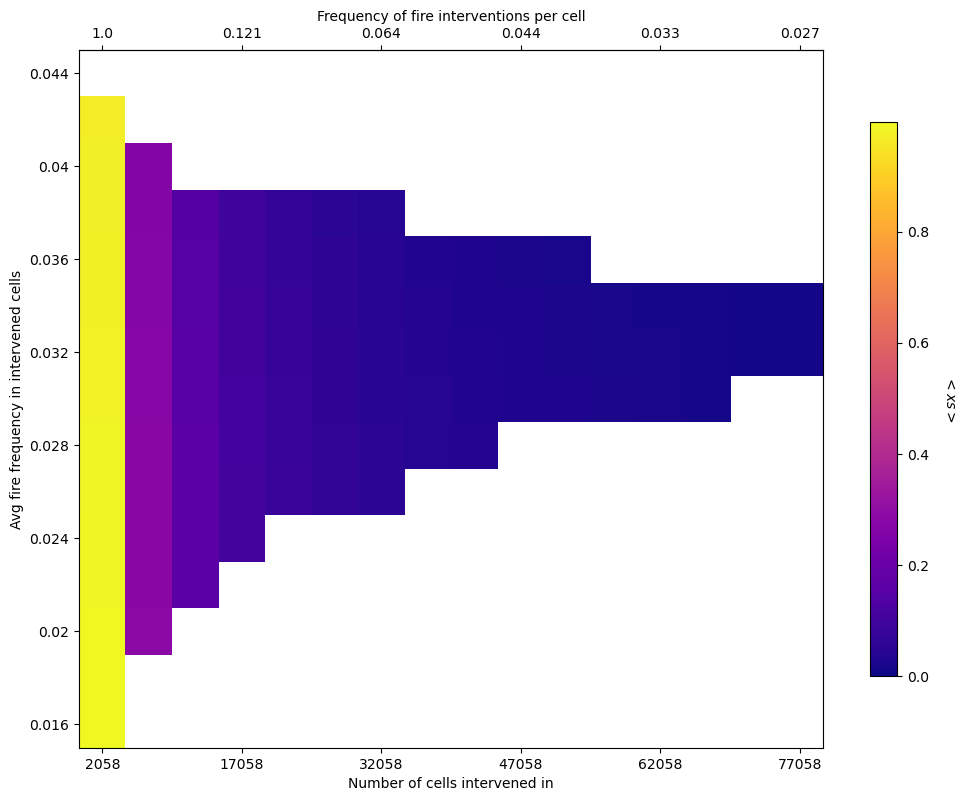 Frequency of fire interventions per cell
1.0 0.121 0.064 0.044 0.033 0.027
Avg fire frequency in intervened cells
0.044
0.04
0.036
0.032
0.028
0.024
0.02
0.016
2058 17058 32058 47058 62058 77058
Number of cells intervened in
0.8
0.6
0.4
0.2
0.0
< xs >